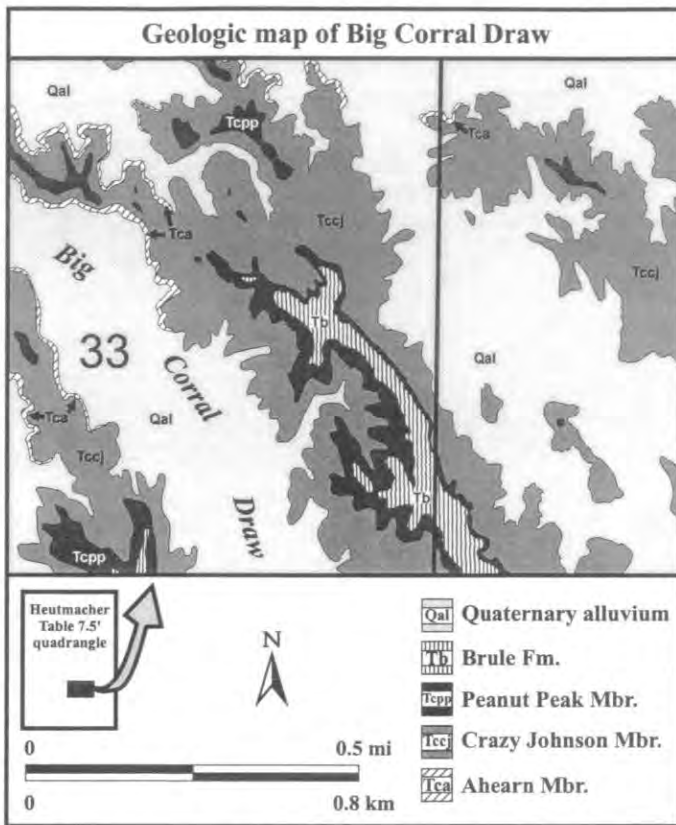 Geologic map of Big Corral Draw
Qal
Qal
Tcpp
Tca
Tccj
Tca
Big
Tccj
33
Tb
Qal
Corral
Tca
Qal
Tccj
Draw
Tb
Tcpp
Heutmacher
Table 7.5'
quadrangle
N
0 0.5 mi
0 0.8 km
Qal Quaternary alluvium
Tb Brule Fm.
Tcpp Peanut Peak Mbr.
Tccj Crazy Johnson Mbr.
Tca Ahearn Mbr.